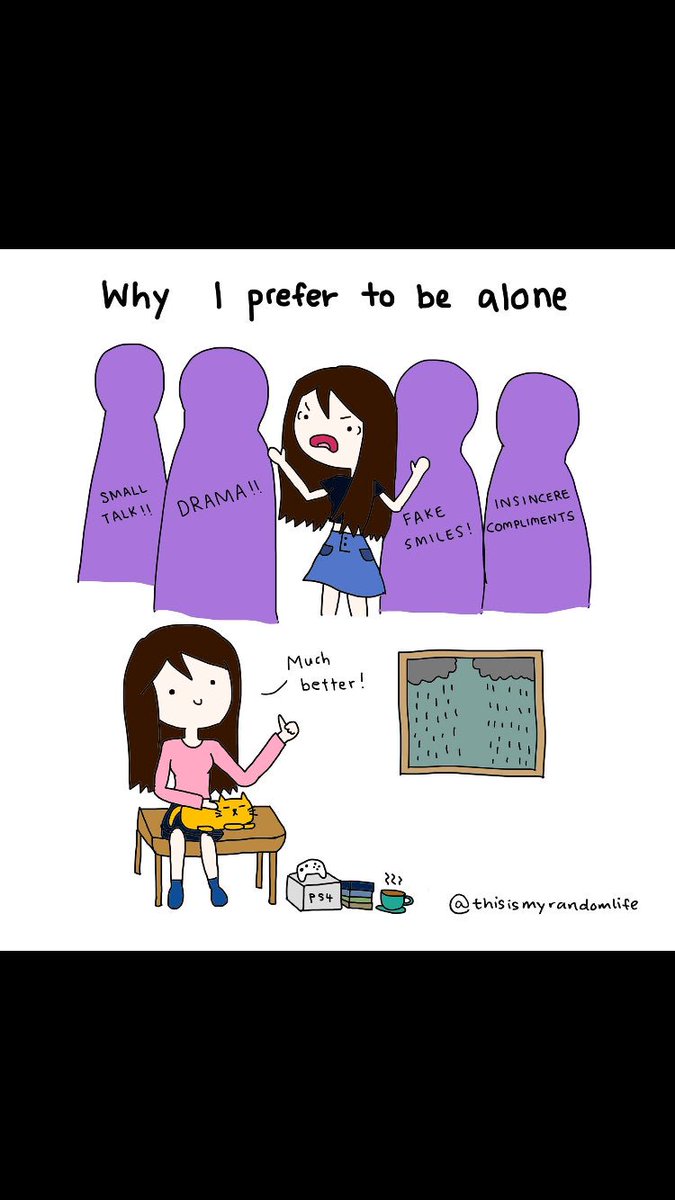 Why I prefer to be alone
SMALL
TALK!!
DRAMA!!
FAKE
SMILES!
INSINCERE
COMPLIMENTS
Much
better!
PS4
@thisismyrandomlife